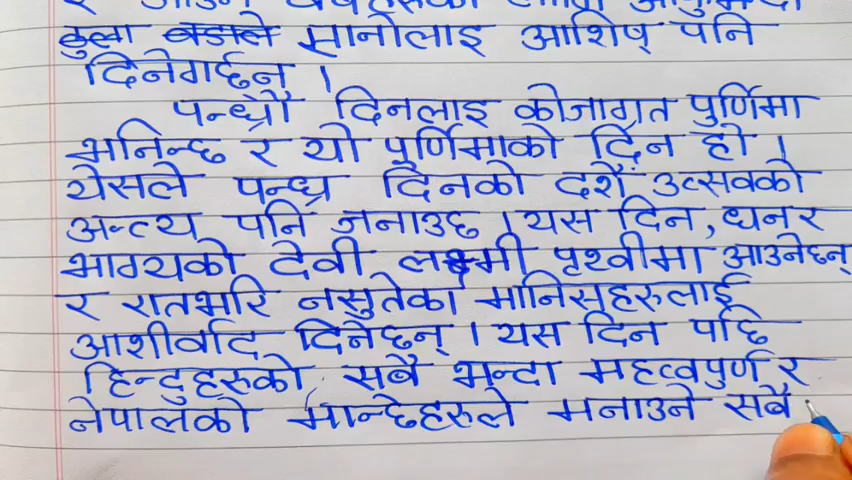 ठुला बडाले सानोलाइ आशिष् पनि
दिनेगर्छन् ।
पन्ध्रौं दिनलाइ कोजाग्रत पुर्णिमा
भनिन्छ र यो पुर्णिमाको दिन हो ।
येसले पन्ध्र दिनको दशैं उत्सवको
अन्त्य पनि जनाउछ । यस दिन, धन र
भाग्यको देवी लक्ष्मी पृथ्वीमा आउनेछन्
र रातभरि नसुतेका मानिसहरुलाई
आशीर्वाद दिनेछन् । यस दिन पछि
हिन्दुहरुको सबै भन्दा महत्वपुर्ण र
नेपालको मान्छेहरुले मनाउने सबै